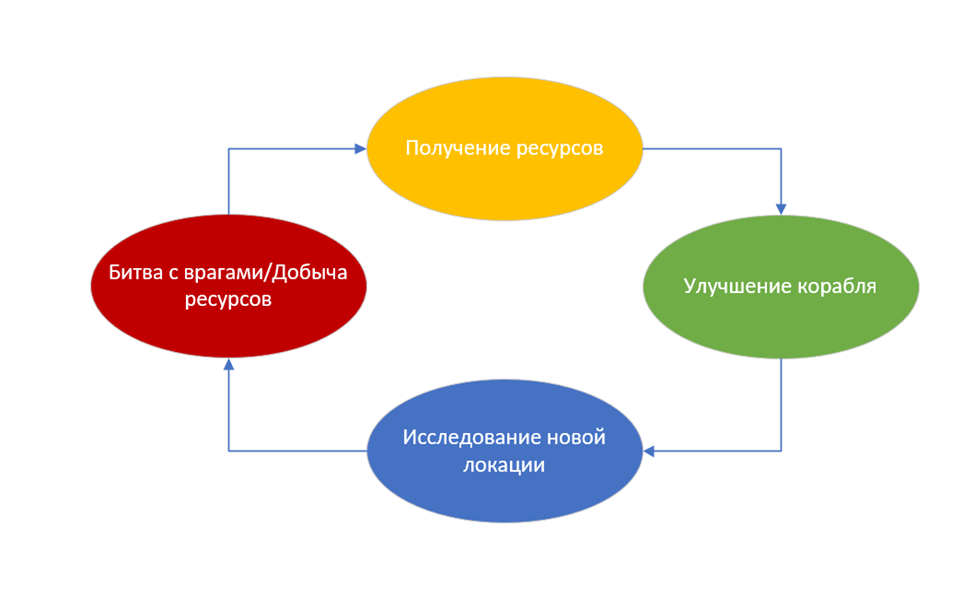 Получение ресурсов
Битва с врагами/Добыча
ресурсов
Улучшение корабля
Исследование новой
локации